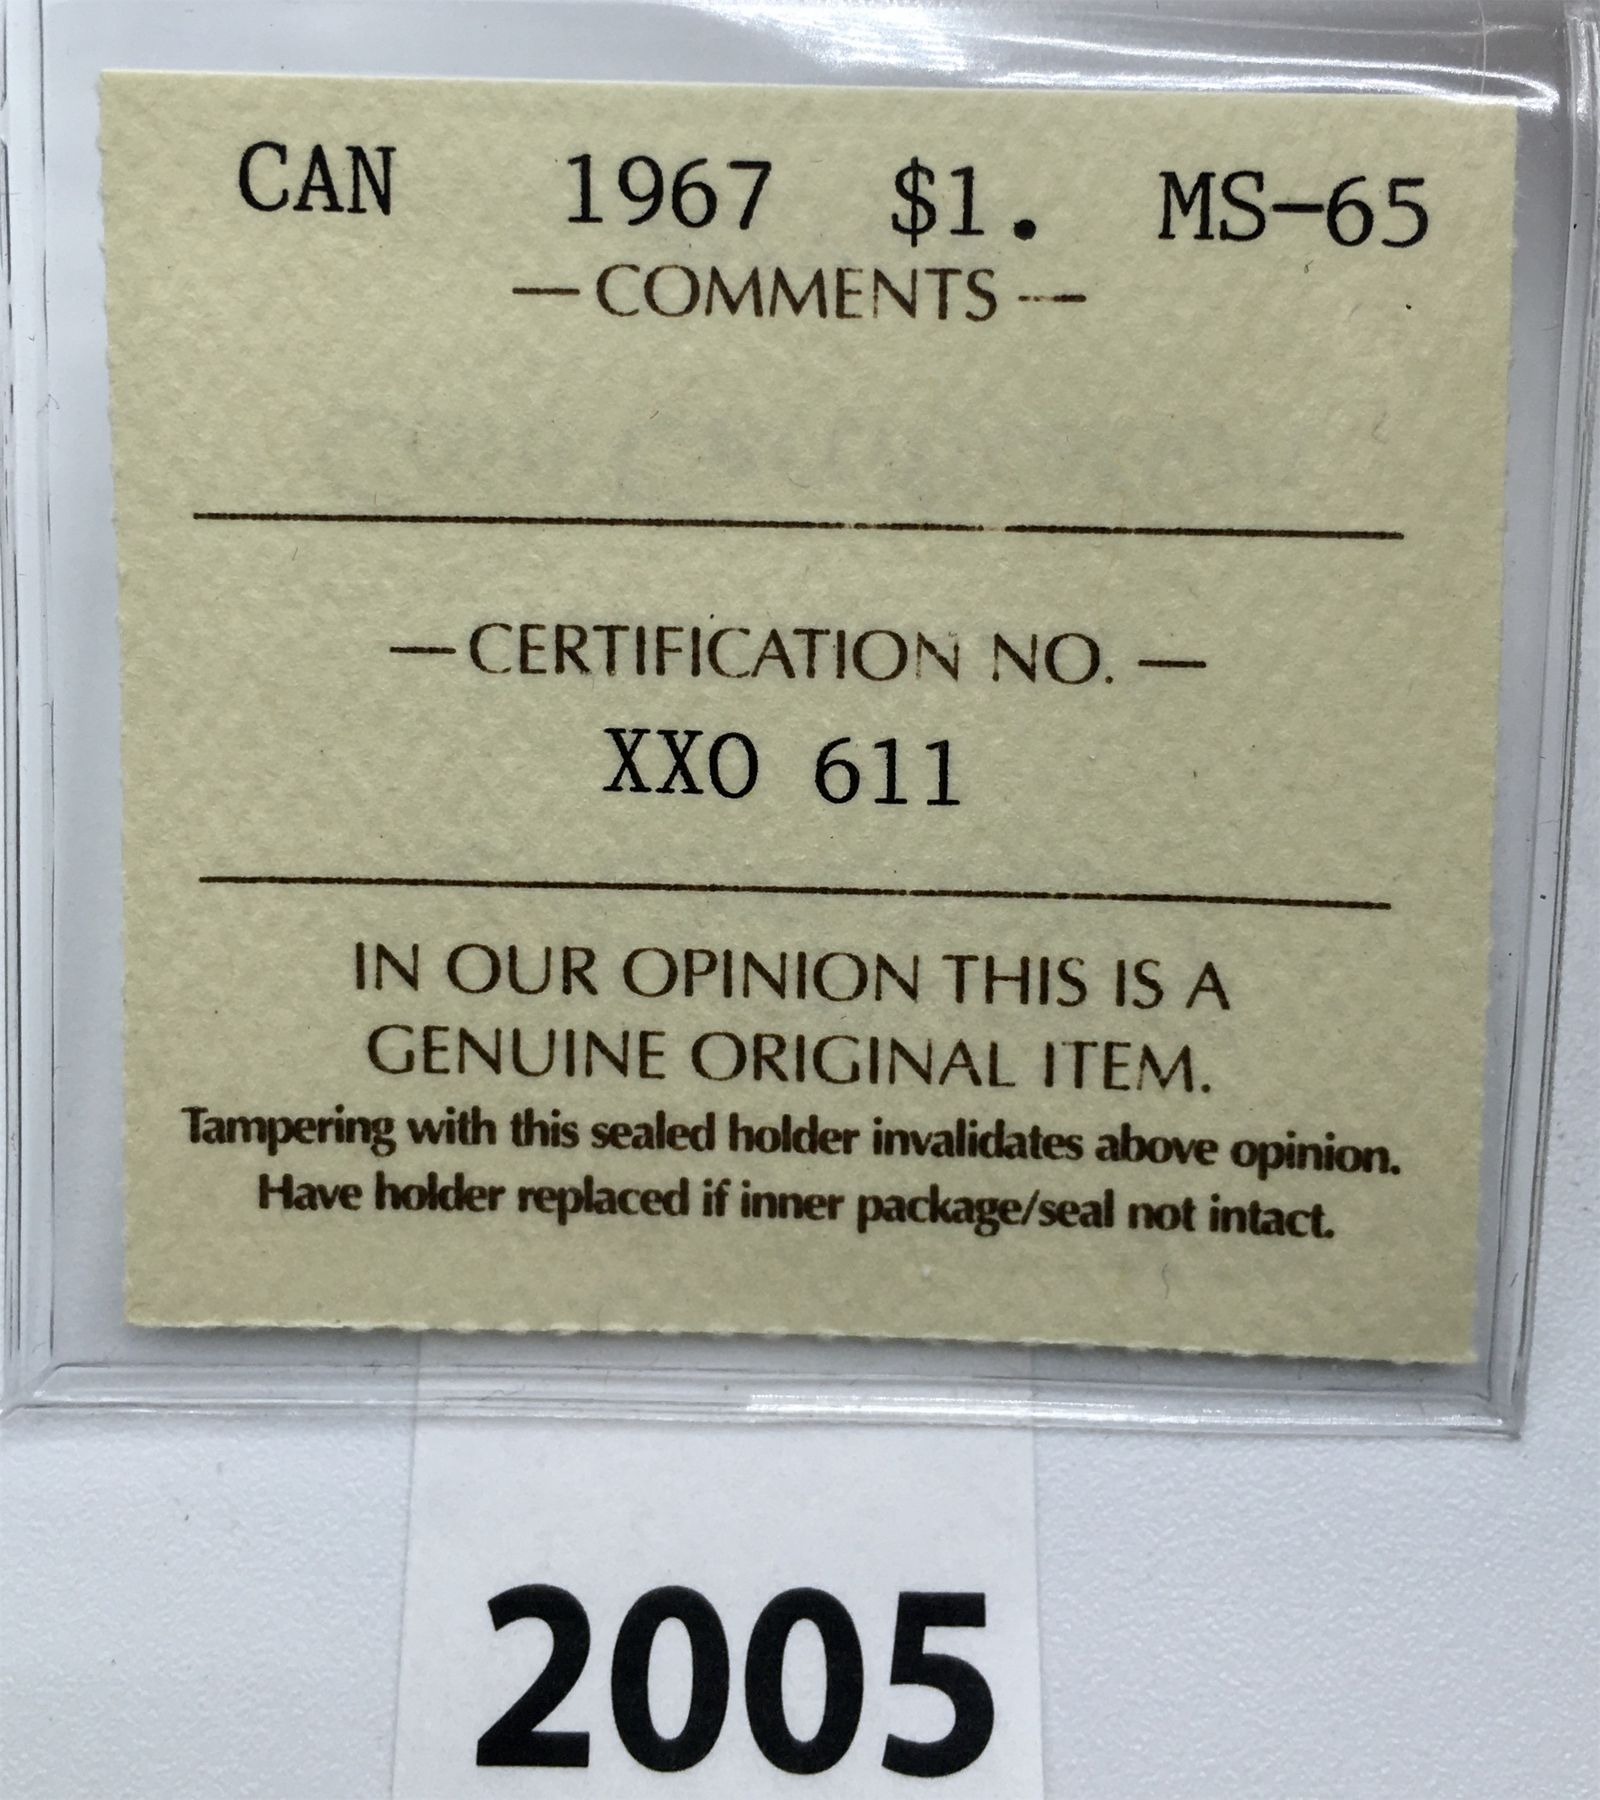 CAN 1967 $1. MS-65
— COMMENTS —
— CERTIFICATION NO. —
XXO 611
IN OUR OPINION THIS IS A
GENUINE ORIGINAL ITEM.
Tampering with this sealed holder invalidates above opinion.
Have holder replaced if inner package/seal not intact.
2005